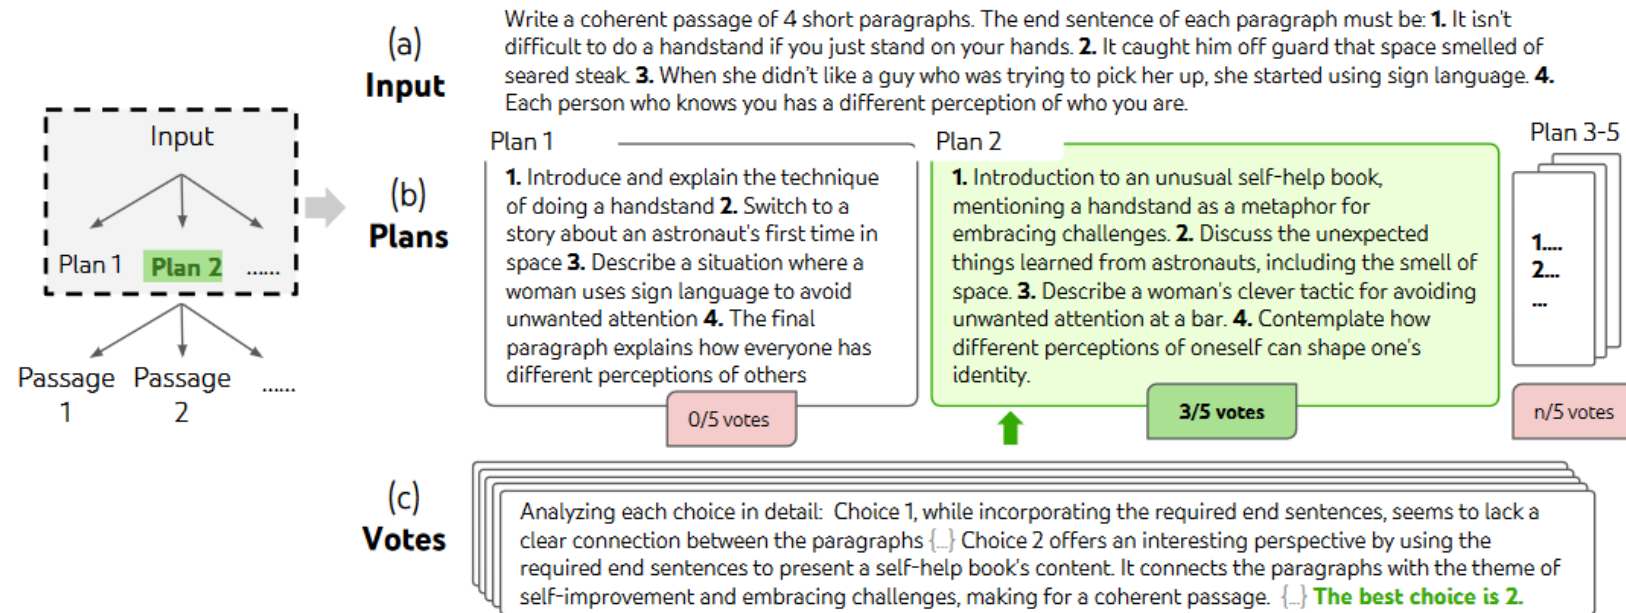 (a)
Input
Write a coherent passage of 4 short paragraphs. The end sentence of each paragraph must be: 1. It isn't
difficult to do a handstand if you just stand on your hands. 2. It caught him off guard that space smelled of
seared steak. 3. When she didn't like a guy who was trying to pick her up, she started using sign language. 4.
Each person who knows you has a different perception of who you are.
Input
Plan 1
Plan 2
......
Passage
1
Passage
2
......
(b)
Plans
Plan 1
1. Introduce and explain the technique
of doing a handstand 2. Switch to a
story about an astronaut's first time in
space 3. Describe a situation where a
woman uses sign language to avoid
unwanted attention 4. The final
paragraph explains how everyone has
different perceptions of others
0/5 votes
Plan 2
1. Introduction to an unusual self-help book,
mentioning a handstand as a metaphor for
embracing challenges. 2. Discuss the unexpected
things learned from astronauts, including the smell of
space. 3. Describe a woman's clever tactic for avoiding
unwanted attention at a bar. 4. Contemplate how
different perceptions of oneself can shape one's
identity.
3/5 votes
Plan 3-5
1....
2...
...
n/5 votes
(c)
Votes
Analyzing each choice in detail: Choice 1, while incorporating the required end sentences, seems to lack a
clear connection between the paragraphs {...} Choice 2 offers an interesting perspective by using the
required end sentences to present a self-help book's content. It connects the paragraphs with the theme of
self-improvement and embracing challenges, making for a coherent passage. {...} The best choice is 2.